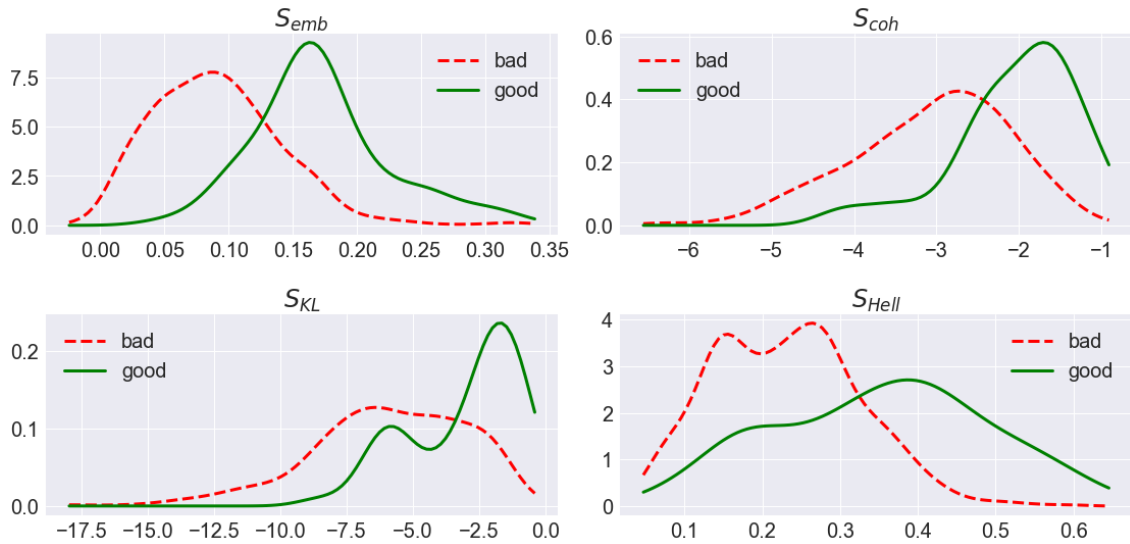 S_emb
bad
good
7.5
5.0
2.5
0.0
0.00 0.05 0.10 0.15 0.20 0.25 0.30 0.35
S_coh
bad
good
0.6
0.4
0.2
0.0
−6 −5 −4 −3 −2 −1
S_KL
bad
good
0.2
0.1
0.0
−17.5 −15.0 −12.5 −10.0 −7.5 −5.0 −2.5 0.0
S_Hell
bad
good
4
3
2
1
0
0.1 0.2 0.3 0.4 0.5 0.6